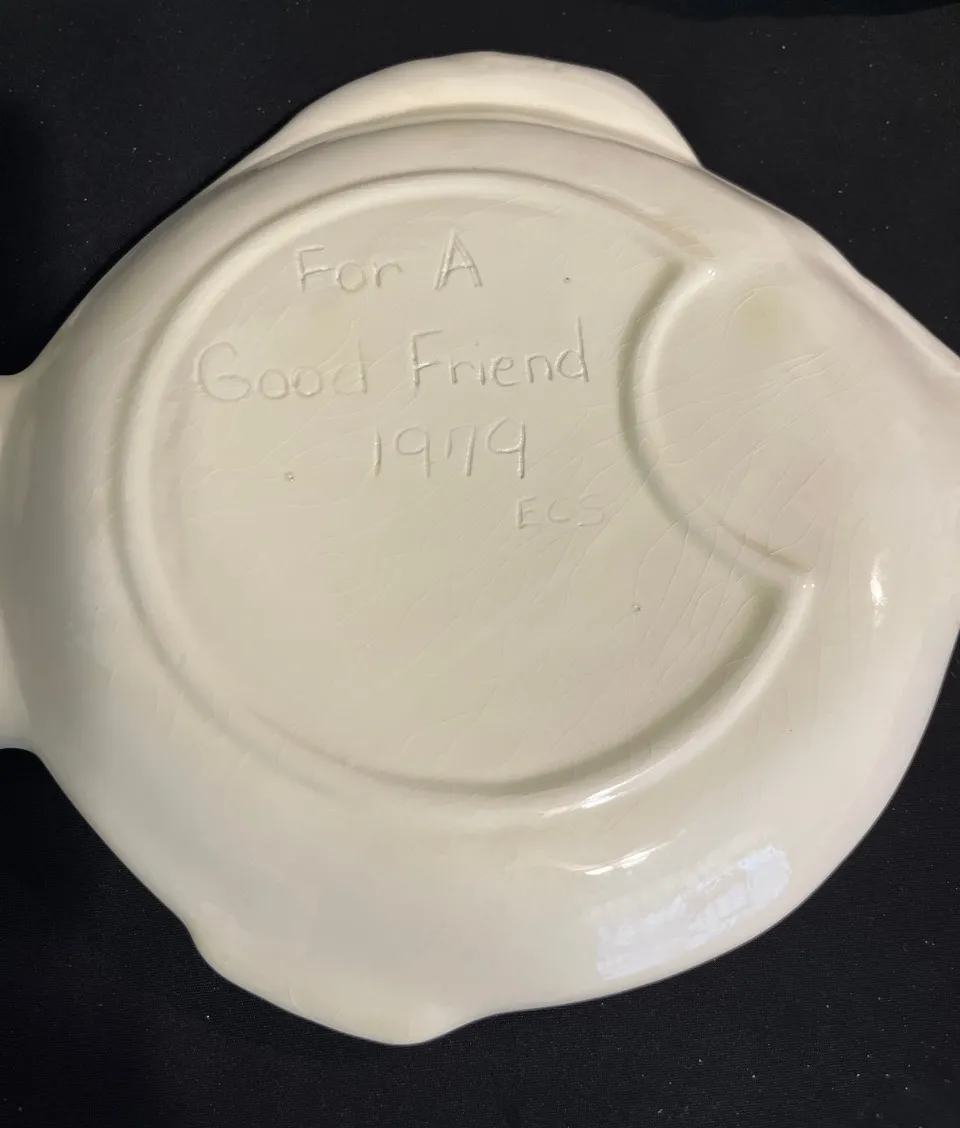 For A
Good Friend
1979
ECS